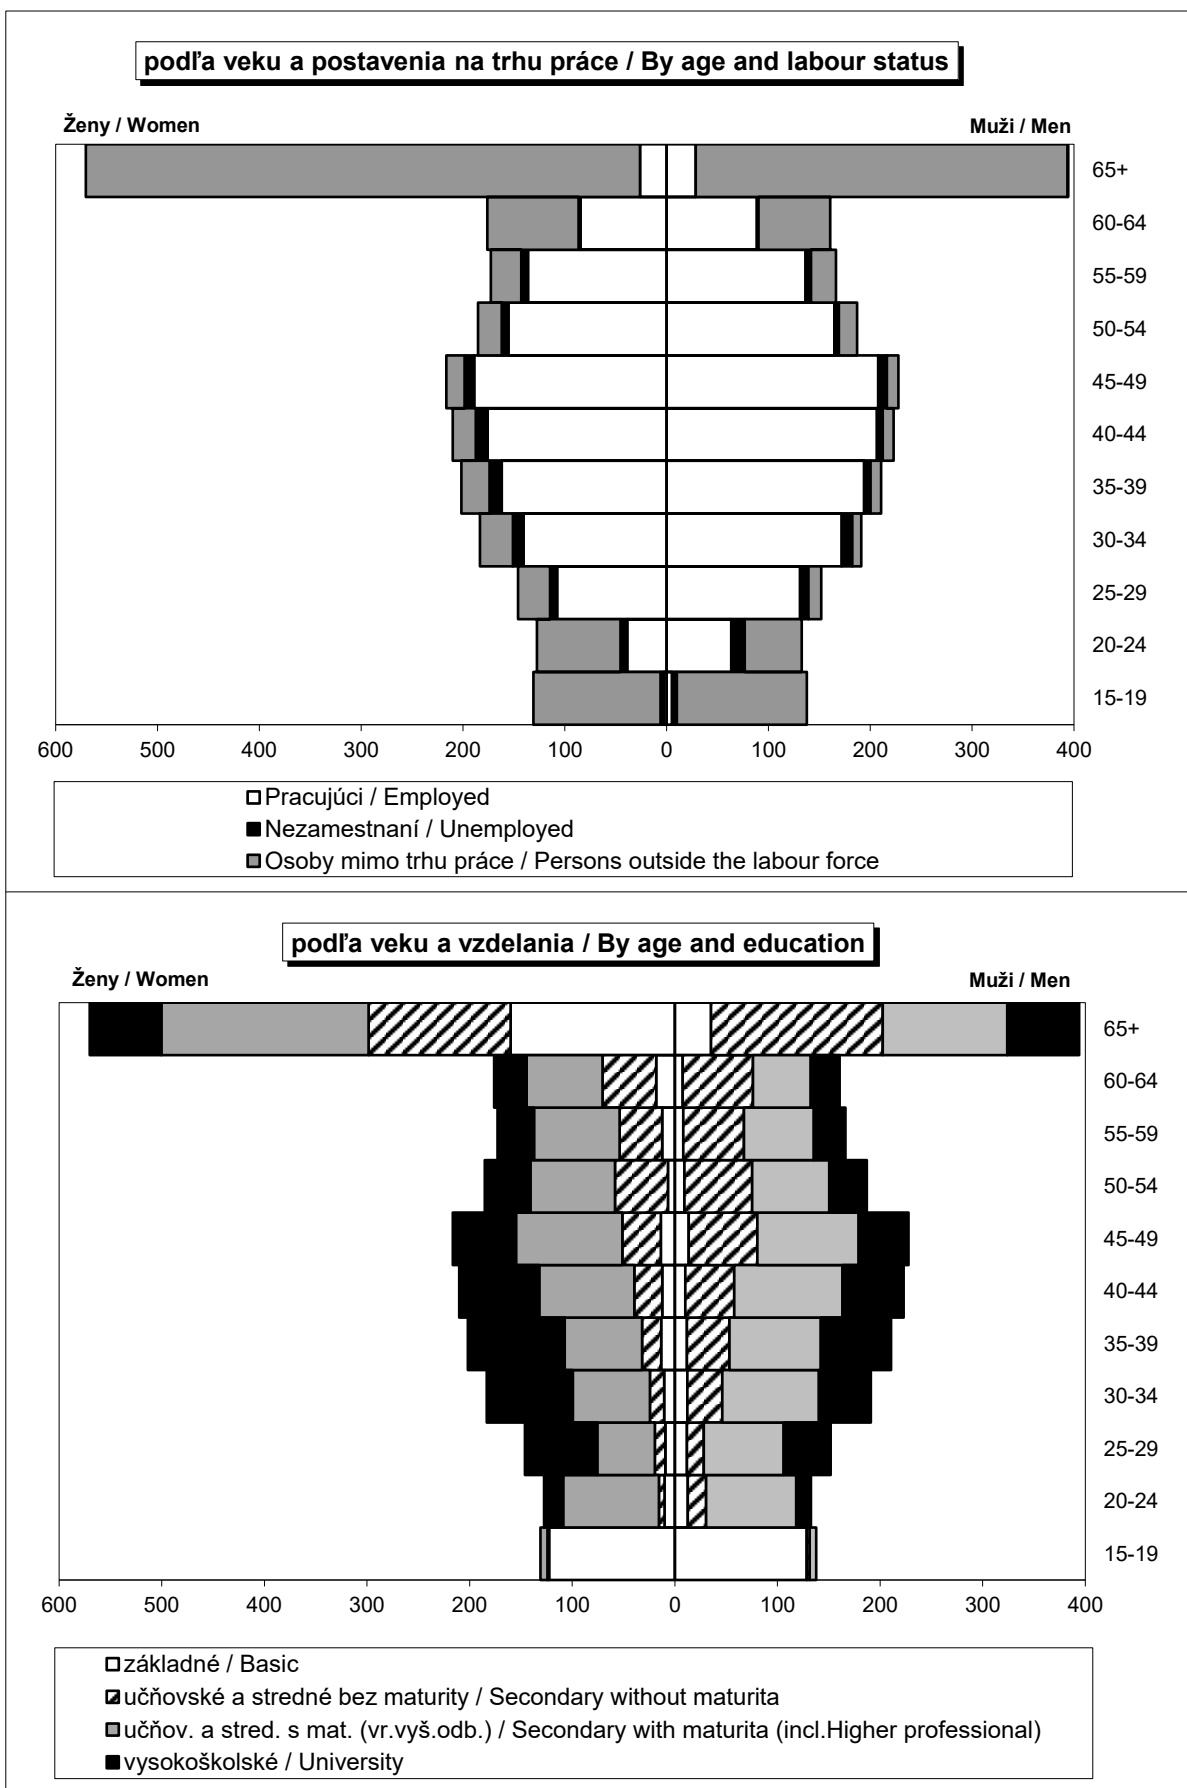 podľa veku a postavenia na trhu práce / By age and labour status
Ženy / Women
Muži / Men
65+
60-64
55-59
50-54
45-49
40-44
35-39
30-34
25-29
20-24
15-19
600 500 400 300 200 100 0 100 200 300 400
Pracujúci / Employed
Nezamestnaní / Unemployed
Osoby mimo trhu práce / Persons outside the labour force
podľa veku a vzdelania / By age and education
Ženy / Women
Muži / Men
65+
60-64
55-59
50-54
45-49
40-44
35-39
30-34
25-29
20-24
15-19
600 500 400 300 200 100 0 100 200 300 400
základné / Basic
učňovské a stredné bez maturity / Secondary without maturita
učňov. a stred. s mat. (vr.vyš.odb.) / Secondary with maturita (incl.Higher professional)
vysokoškolské / University